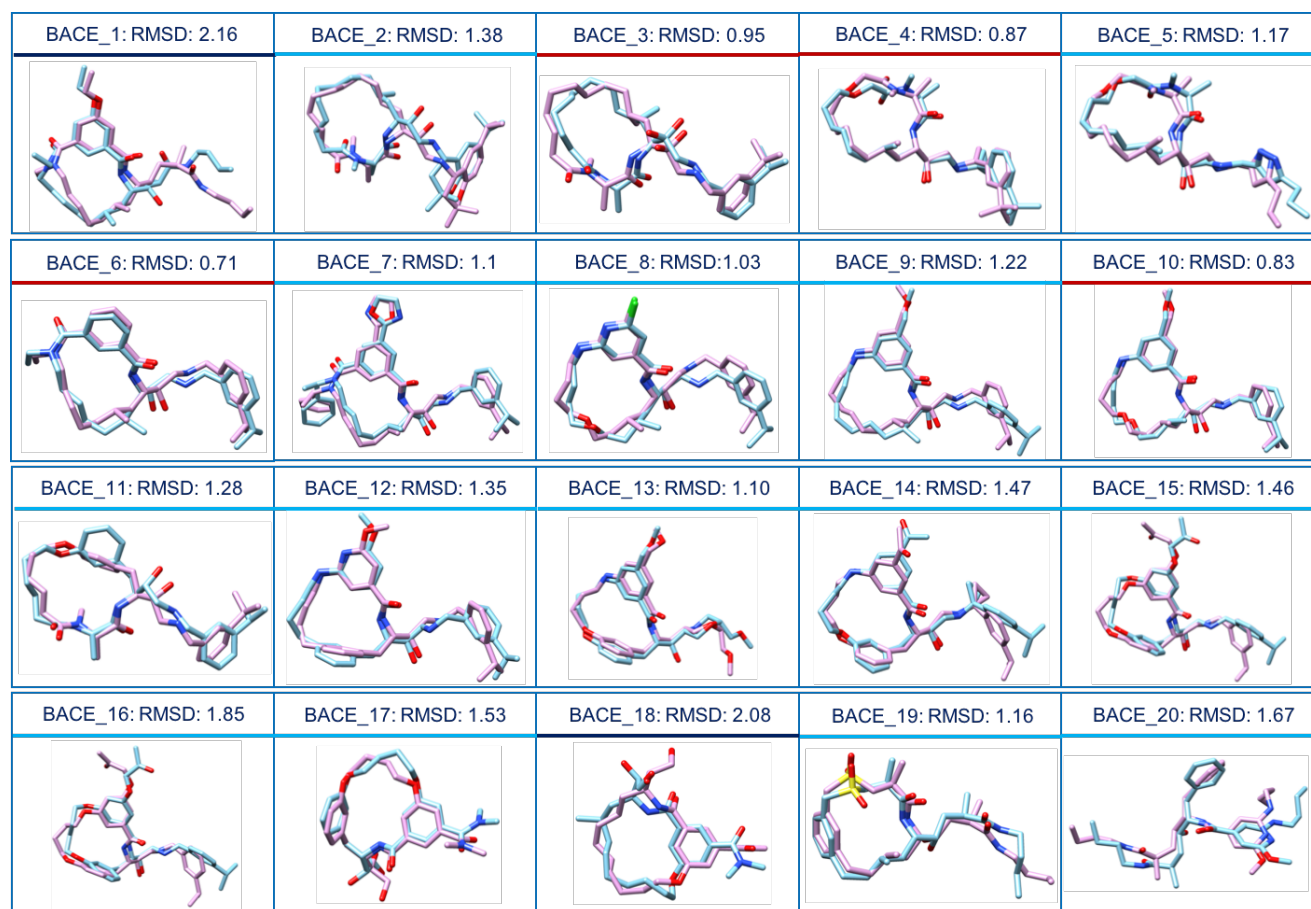 BACE_1: RMSD: 2.16
BACE_2: RMSD: 1.38
BACE_3: RMSD: 0.95
BACE_4: RMSD: 0.87
BACE_5: RMSD: 1.17
BACE_6: RMSD: 0.71
BACE_7: RMSD: 1.1
BACE_8: RMSD:1.03
BACE_9: RMSD: 1.22
BACE_10: RMSD: 0.83
BACE_11: RMSD: 1.28
BACE_12: RMSD: 1.35
BACE_13: RMSD: 1.10
BACE_14: RMSD: 1.47
BACE_15: RMSD: 1.46
BACE_16: RMSD: 1.85
BACE_17: RMSD: 1.53
BACE_18: RMSD: 2.08
BACE_19: RMSD: 1.16
BACE_20: RMSD: 1.67